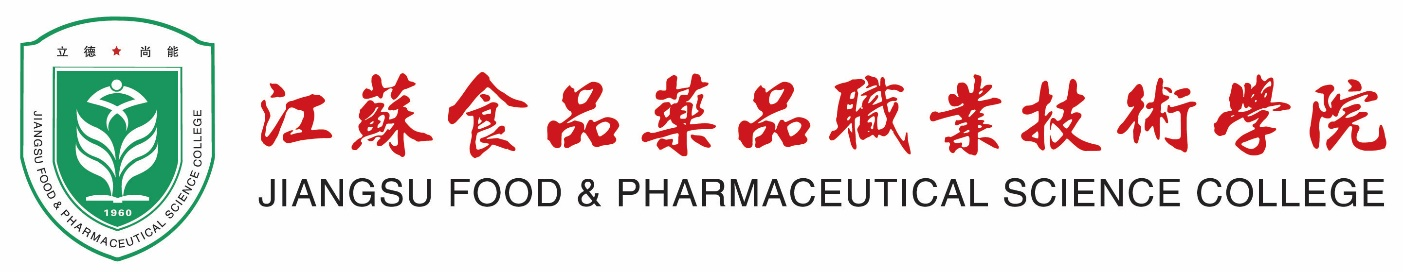 立德★尚能
JIANGSU FOOD & PHARMACEUTICAL SCIENCE COLLEGE
1960
江蘇食品藥品職業技術學院
JIANGSU FOOD & PHARMACEUTICAL SCIENCE COLLEGE